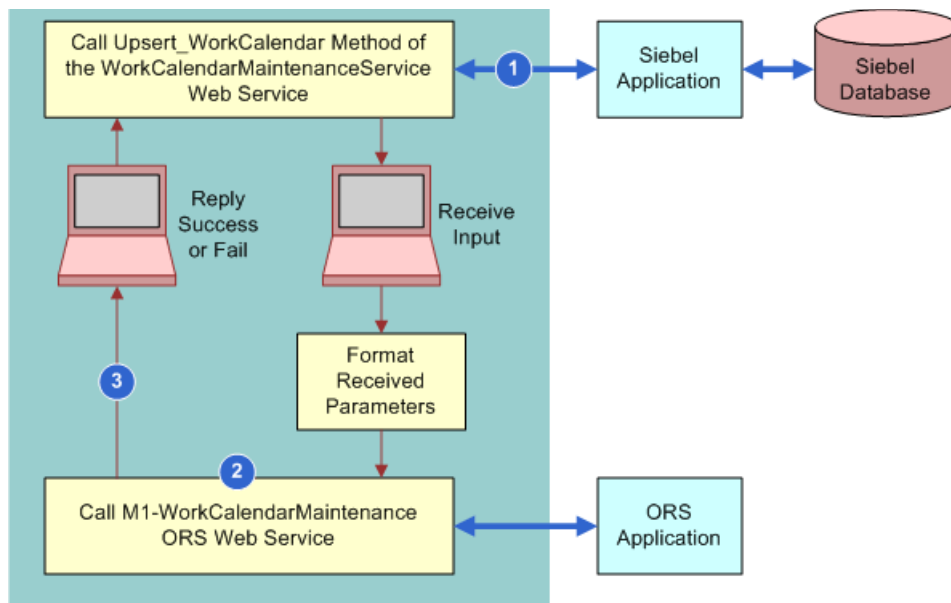 Call Upsert_WorkCalendar Method of
the WorkCalendarMaintenanceService
Web Service
1
Siebel
Application
Siebel
Database
Reply
Success
or Fail
Receive
Input
Format
Received
Parameters
3
2
Call M1-WorkCalendarMaintenance
ORS Web Service
ORS
Application